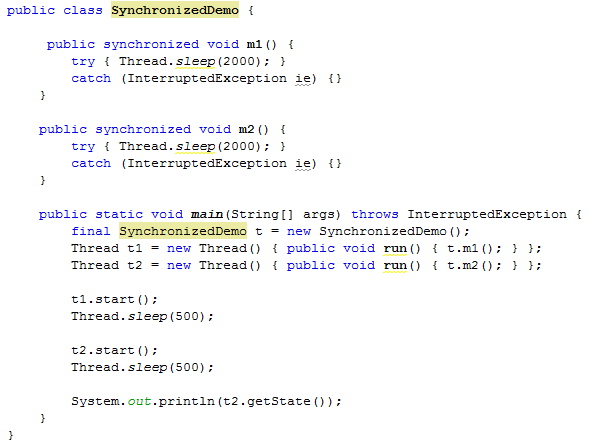 public class SynchronizedDemo {
public synchronized void m1() {
try { Thread.sleep(2000); }
catch (InterruptedException ie) {}
}
public synchronized void m2() {
try { Thread.sleep(2000); }
catch (InterruptedException ie) {}
}
public static void main(String[] args) throws InterruptedException {
final SynchronizedDemo t = new SynchronizedDemo();
Thread t1 = new Thread() { public void run() { t.m1(); } };
Thread t2 = new Thread() { public void run() { t.m2(); } };
t1.start();
Thread.sleep(500);
t2.start();
Thread.sleep(500);
System.out.println(t2.getState());
}
}